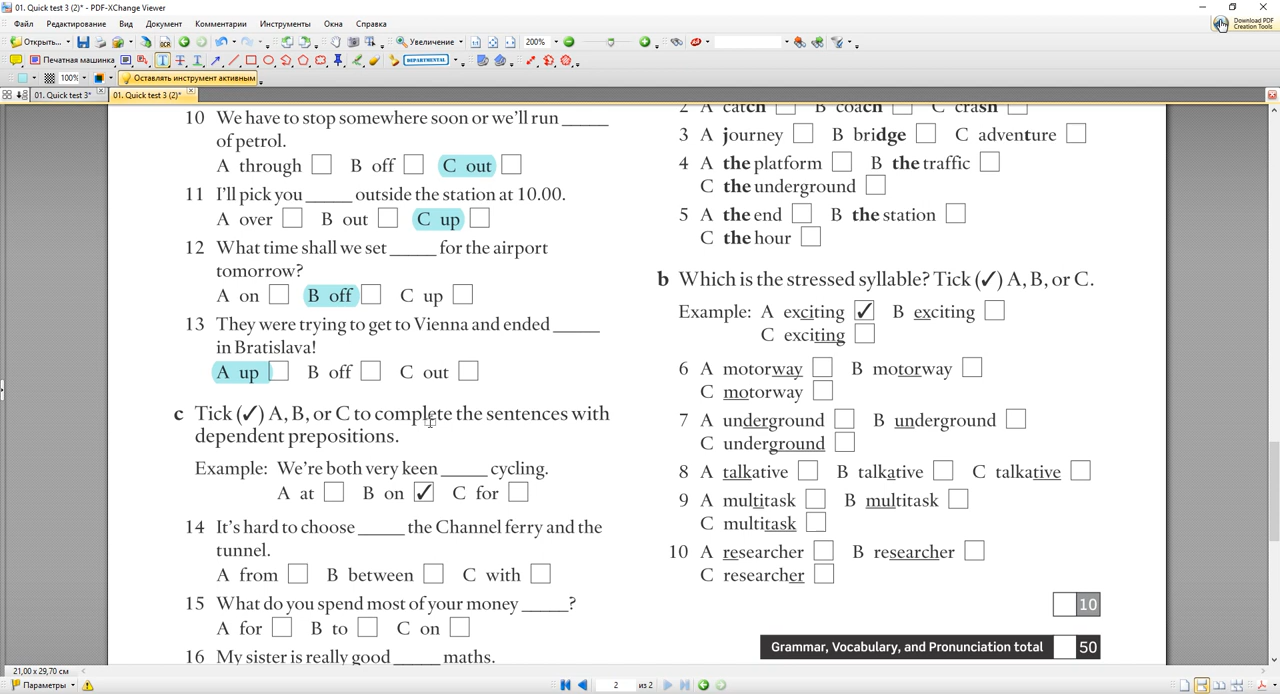 01. Quick test 3 (2)* - PDF-XChange Viewer
Файл Редактирование Вид Документ Комментарии Инструменты Окна Справка
Download PDF Creation Tools
Открыть... OCR Увеличение 200%
Печатная машинка DEPARTMENTAL
100% Оставлять инструмент активным
01. Quick test 3* 01. Quick test 3 (2)*
10 We have to stop somewhere soon or we'll run _____
of petrol.
A through B off C out
11 I'll pick you _____ outside the station at 10.00.
A over B out C up
12 What time shall we set _____ for the airport
tomorrow?
A on B off C up
13 They were trying to get to Vienna and ended _____
in Bratislava!
A up B off C out
c Tick (✓) A, B, or C to complete the sentences with
dependent prepositions.
Example: We're both very keen _____ cycling.
A at B on ✓ C for
14 It's hard to choose _____ the Channel ferry and the
tunnel.
A from B between C with
15 What do you spend most of your money _____?
A for B to C on
16 My sister is really good _____ maths.
2 A catch B coach C crash
3 A journey B bridge C adventure
4 A the platform B the traffic
C the underground
5 A the end B the station
C the hour
b Which is the stressed syllable? Tick (✓) A, B, or C.
Example: A exciting ✓ B exciting
C exciting
6 A motorway B motorway
C motorway
7 A underground B underground
C underground
8 A talkative B talkative C talkative
9 A multitask B multitask
C multitask
10 A researcher B researcher
C researcher
10
Grammar, Vocabulary, and Pronunciation total 50
21,00 x 29,70 см
Параметры 2 из 2